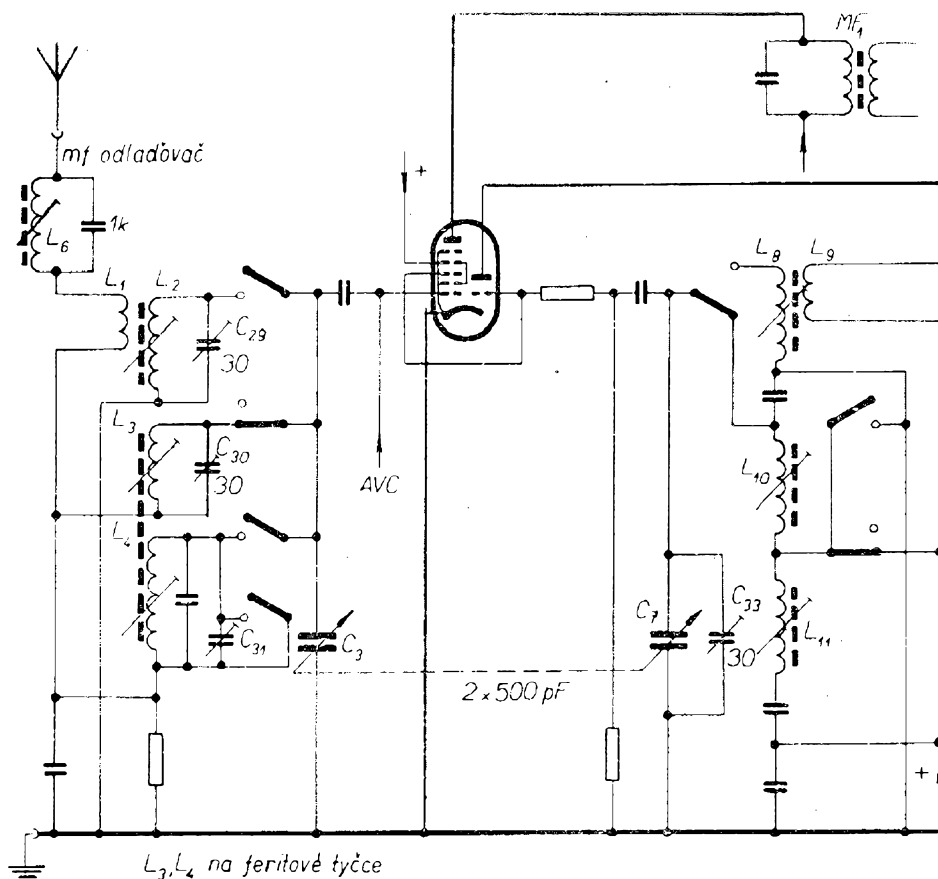 MF₁
mf odlaďovač
+
L₆
1k
L₁
L₂
C₂₉
30
L₈
L₉
L₃
C₃₀
30
AVC
L₁₀
L₄
C₃₁
C₃
C₇
C₃₃
30
L₁₁
2×500 pF
+
L₃, L₄ na feritové tyčce